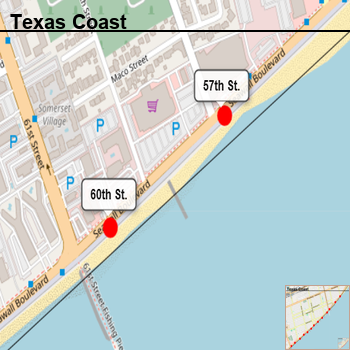 Texas Coast
Maco Street
57th St.
Seawall Boulevard
Somerset
Village
61st Street
60th St.
Seawall Boulevard
61st Street Fishing Pier
Seawall Boulevard
Texas Coast